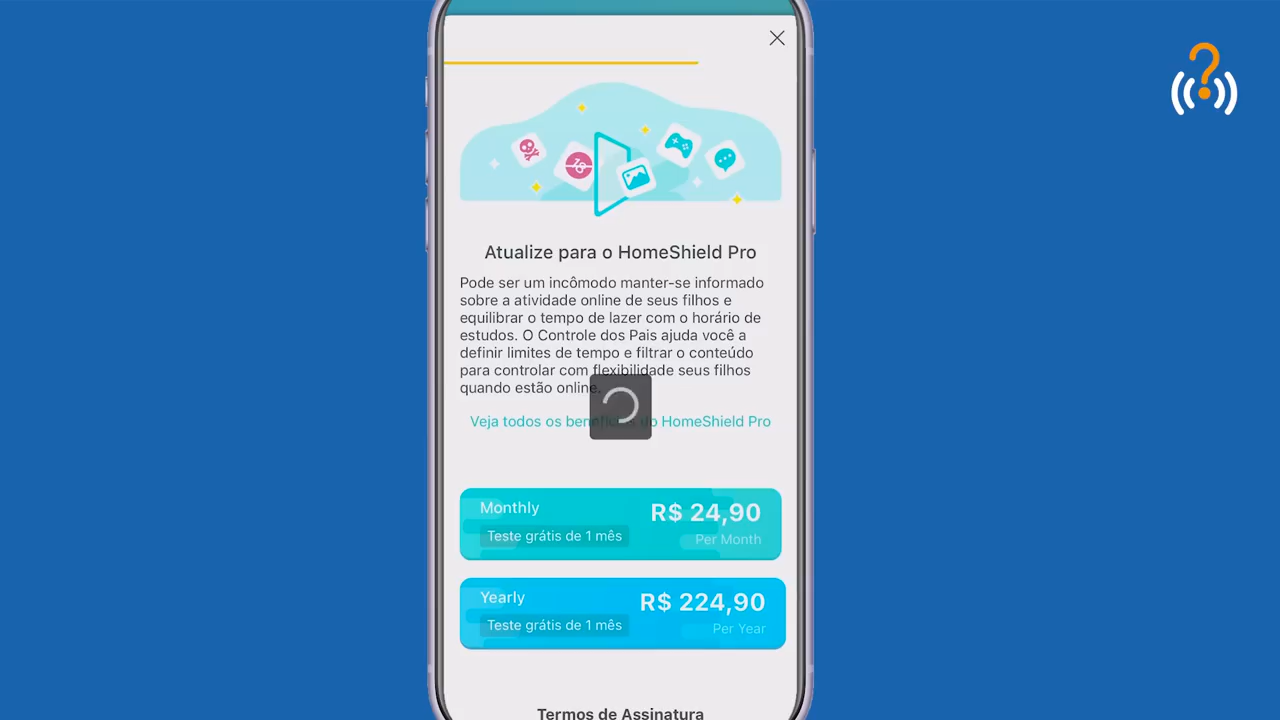 18
Atualize para o HomeShield Pro
Pode ser um incômodo manter-se informado
sobre a atividade online de seus filhos e
equilibrar o tempo de lazer com o horário de
estudos. O Controle dos Pais ajuda você a
definir limites de tempo e filtrar o conteúdo
para controlar com flexibilidade seus filhos
quando estão online.
Veja todos os benefícios do HomeShield Pro
Monthly
R$ 24,90
Teste grátis de 1 mês
Per Month
Yearly
R$ 224,90
Teste grátis de 1 mês
Per Year
Termos de Assinatura